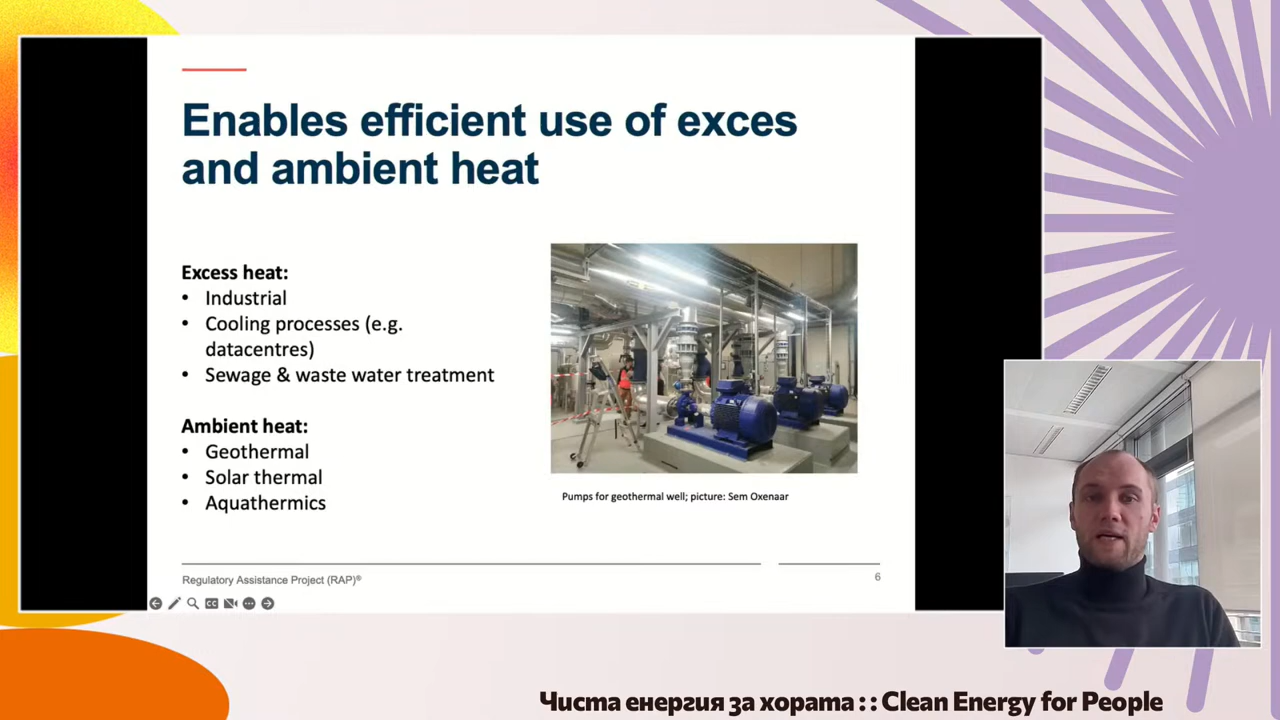 Enables efficient use of exces
and ambient heat
Excess heat:
• Industrial
• Cooling processes (e.g.
datacentres)
• Sewage & waste water treatment
Ambient heat:
• Geothermal
• Solar thermal
• Aquathermics
Pumps for geothermal well; picture: Sem Oxenaar
Regulatory Assistance Project (RAP)®
6
CC
Чиста енергия за хората :: Clean Energy for People